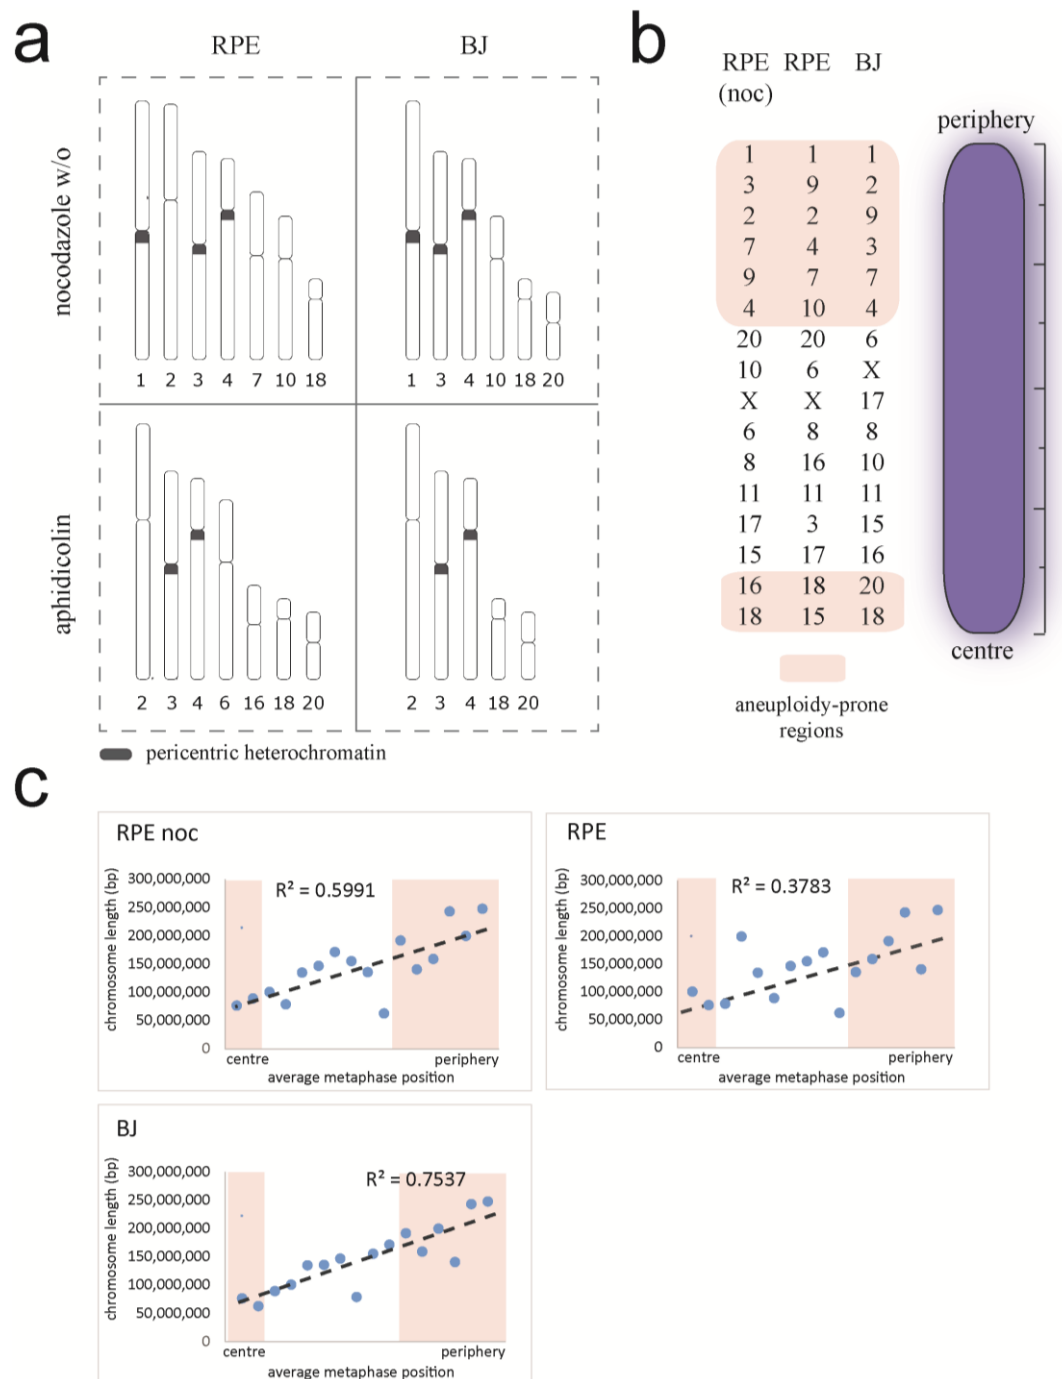 a
RPE
BJ
nocodazole w/o
1 2 3 4 7 10 18
1 3 4 10 18 20
aphidicolin
2 3 4 6 16 18 20
2 3 4 18 20
pericentric heterochromatin
b
RPE RPE BJ
(noc)
1 1 1
3 9 2
2 2 9
7 4 3
9 7 7
4 10 4
20 20 6
10 6 X
X X 17
6 8 8
8 16 10
11 11 11
17 3 15
15 17 16
16 18 20
18 15 18
aneuploidy-prone
regions
periphery
centre
c
RPE noc
R² = 0.5991
chromosome length (bp)
300,000,000
250,000,000
200,000,000
150,000,000
100,000,000
50,000,000
0
centre periphery
average metaphase position
RPE
R² = 0.3783
chromosome length (bp)
300,000,000
250,000,000
200,000,000
150,000,000
100,000,000
50,000,000
0
centre periphery
average metaphase position
BJ
R² = 0.7537
chromosome length (bp)
300,000,000
250,000,000
200,000,000
150,000,000
100,000,000
50,000,000
0
centre periphery
average metaphase position